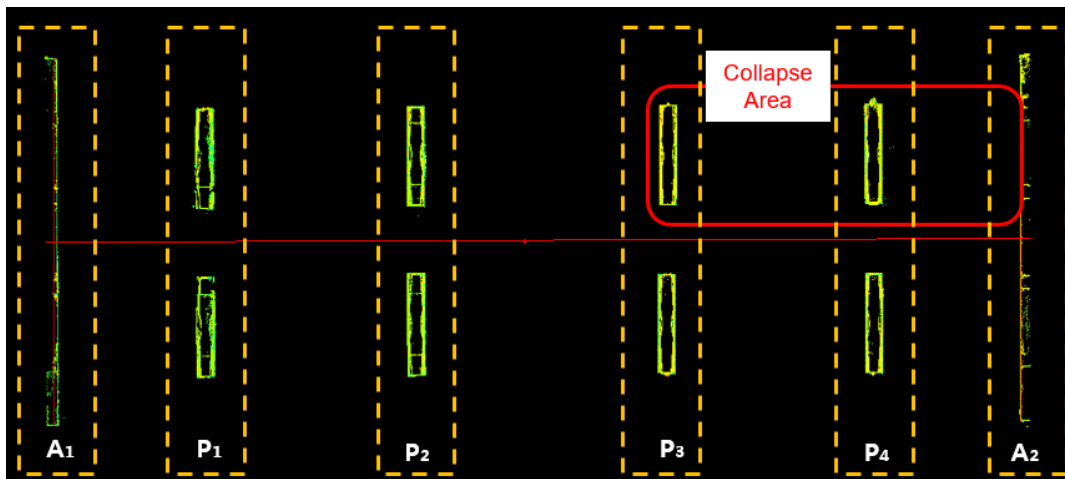 Collapse
Area
A₁
P₁
P₂
P₃
P₄
A₂